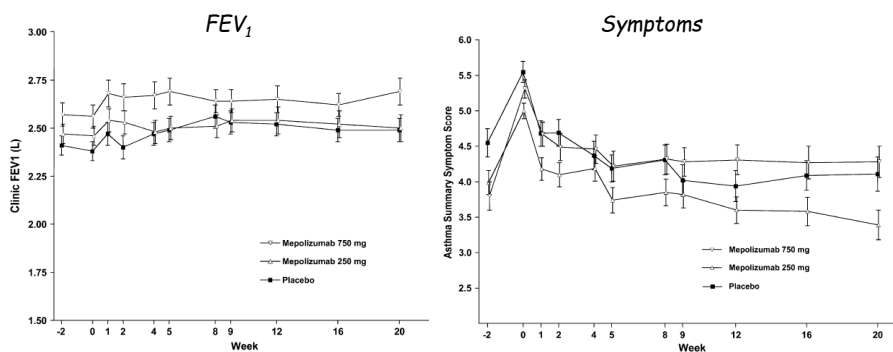 FEV1
Symptoms
3.00
2.75
2.50
2.25
2.00
1.75
1.50
Clinic FEV1 (L)
Mepolizumab 750 mg
Mepolizumab 250 mg
Placebo
-2 0 1 2 4 5 8 9 12 16 20
Week
6.0
5.5
5.0
4.5
4.0
3.5
3.0
2.5
Asthma Summary Symptom Score
Mepolizumab 750 mg
Mepolizumab 250 mg
Placebo
-2 0 1 2 4 5 8 9 12 16 20
Week